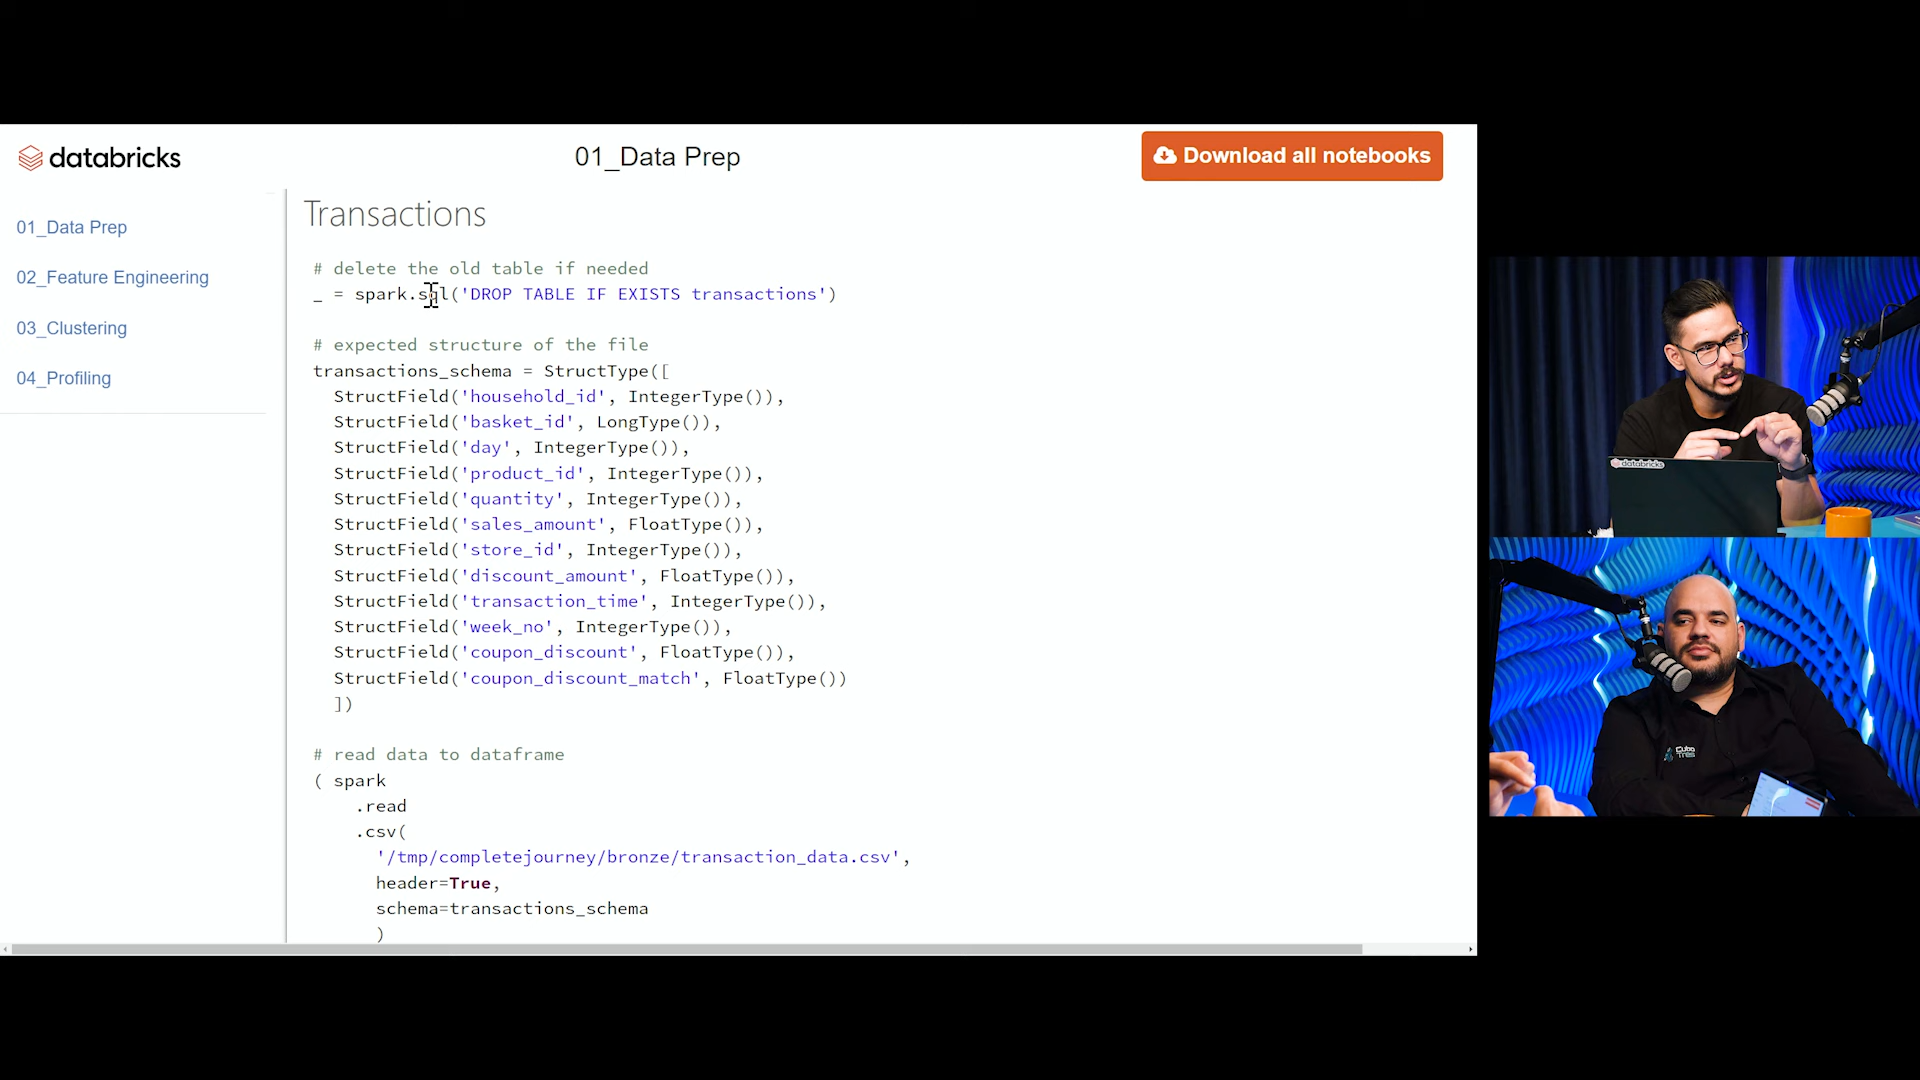 databricks
01_Data Prep
Download all notebooks
01_Data Prep
02_Feature Engineering
03_Clustering
04_Profiling
Transactions
# delete the old table if needed
_ = spark.sql('DROP TABLE IF EXISTS transactions')
# expected structure of the file
transactions_schema = StructType([
StructField('household_id', IntegerType()),
StructField('basket_id', LongType()),
StructField('day', IntegerType()),
StructField('product_id', IntegerType()),
StructField('quantity', IntegerType()),
StructField('sales_amount', FloatType()),
StructField('store_id', IntegerType()),
StructField('discount_amount', FloatType()),
StructField('transaction_time', IntegerType()),
StructField('week_no', IntegerType()),
StructField('coupon_discount', FloatType()),
StructField('coupon_discount_match', FloatType())
])
# read data to dataframe
( spark
.read
.csv(
'/tmp/completejourney/bronze/transaction_data.csv',
header=True,
schema=transactions_schema
)
databricks
Cubo
Três